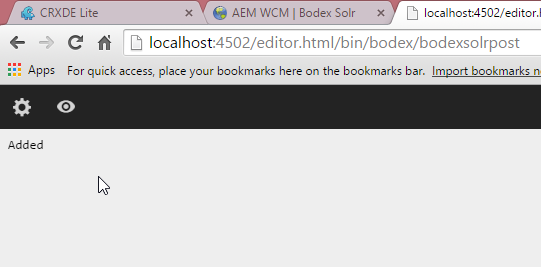 CRXDE Lite
AEM WCM | Bodex Solr
localhost:4502/editor.h
localhost:4502/editor.html/bin/bodex/bodexsolrpost
Apps
For quick access, place your bookmarks here on the bookmarks bar.
Import bookmarks n
Added